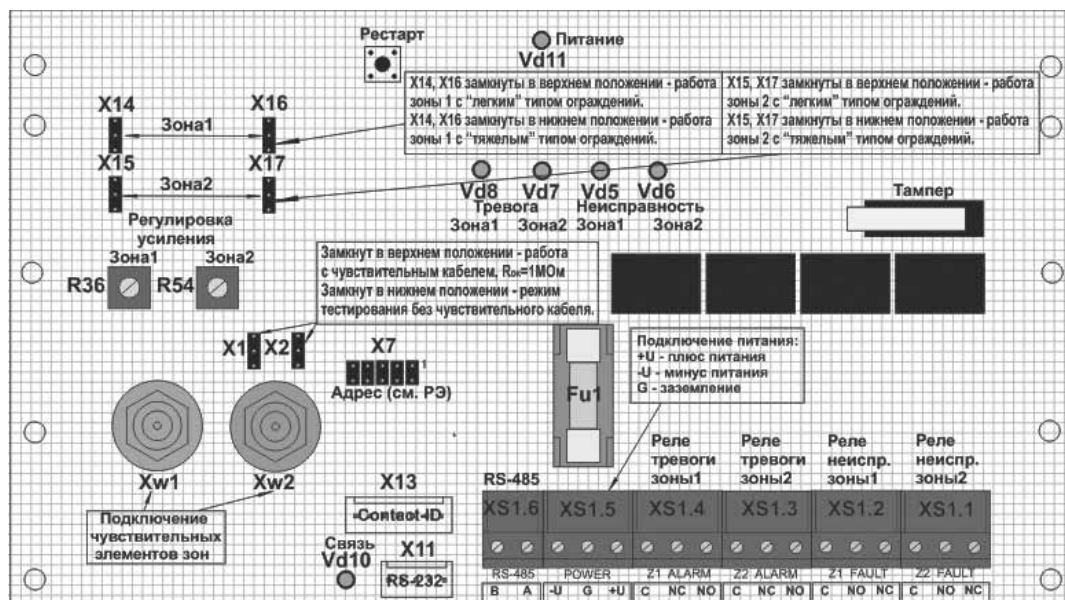 Рестарт
Питание
Vd11
X14, X16 замкнуты в верхнем положении - работа
зоны 1 с “легким” типом ограждений.
X14, X16 замкнуты в нижнем положении - работа
зоны 1 с “тяжелым” типом ограждений.
X15, X17 замкнуты в верхнем положении - работа
зоны 2 с “легким” типом ограждений.
X15, X17 замкнуты в нижнем положении - работа
зоны 2 с “тяжелым” типом ограждений.
X14
X16
Зона1
X15
X17
Зона2
Vd8 Vd7 Vd5 Vd6
Тревога Неисправность
Зона1 Зона2 Зона1 Зона2
Тампер
Регулировка
усиления
Зона1 Зона2
R36 R54
Замкнут в верхнем положении - работа
с чувствительным кабелем, Rок=1МОм
Замкнут в нижнем положении - режим
тестирования без чувствительного кабеля.
X1 X2
X7
1
Адрес (см. РЭ)
Fu1
Подключение питания:
+U - плюс питания
-U - минус питания
G - заземление
Xw1 Xw2
Подключение
чувствительных
элементов зон
X13
Contact-ID
Связь
Vd10
X11
RS-232
RS-485
Реле
тревоги
зоны1
Реле
тревоги
зоны2
Реле
неиспр.
зоны1
Реле
неиспр.
зоны2
XS1.6 XS1.5 XS1.4 XS1.3 XS1.2 XS1.1
RS-485 POWER Z1 ALARM Z2 ALARM Z1 FAULT Z2 FAULT
B A -U G +U C NC NO C NC NO C NO NC C NO NC